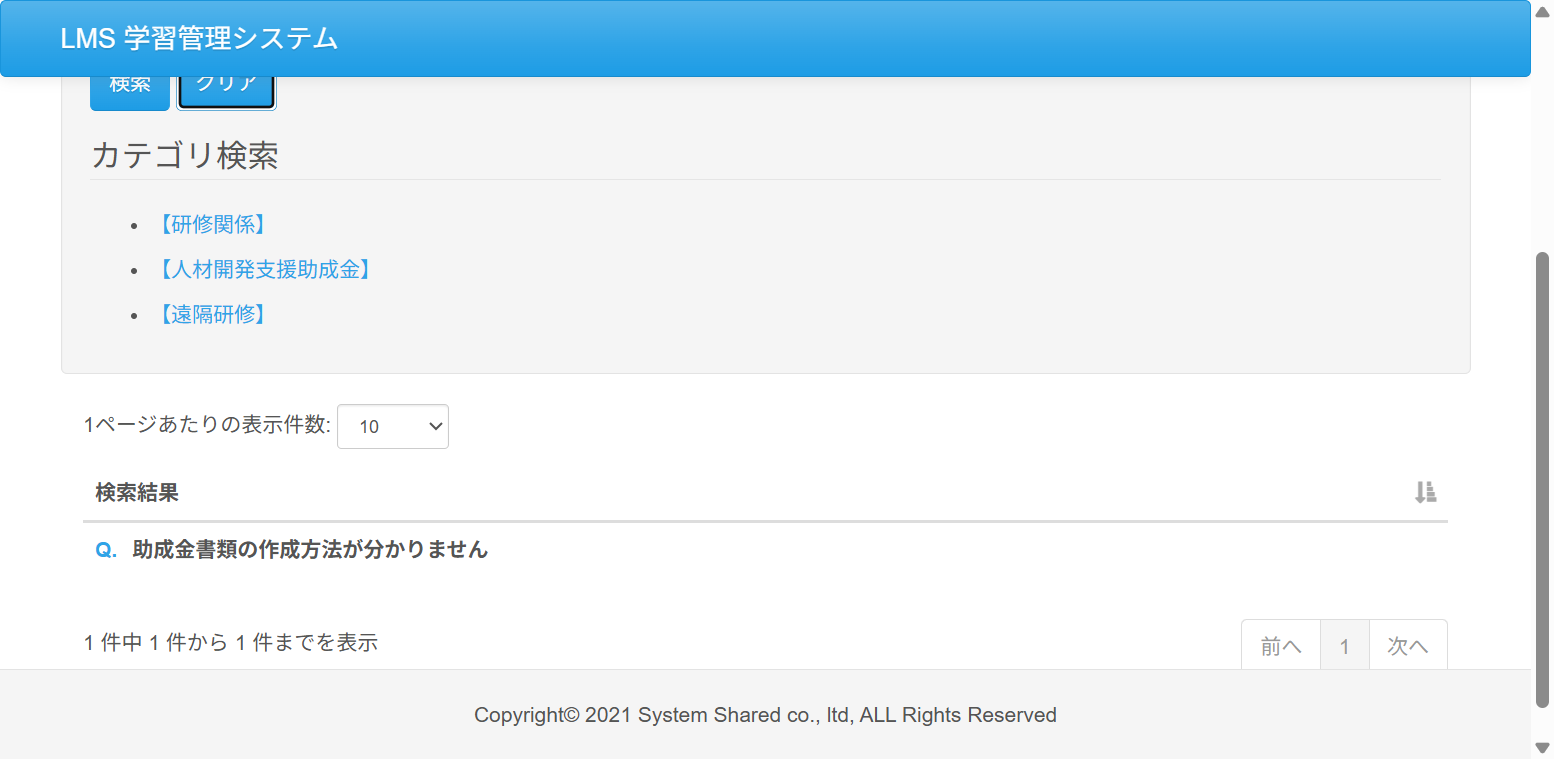 LMS 学習管理システム
検索 クリア
カテゴリ検索
【研修関係】
【人材開発支援助成金】
【遠隔研修】
1ページあたりの表示件数: 10
検索結果
Q. 助成金書類の作成方法が分かりません
1 件中 1 件から 1 件までを表示
前へ 1 次へ
Copyright© 2021 System Shared co., ltd, ALL Rights Reserved